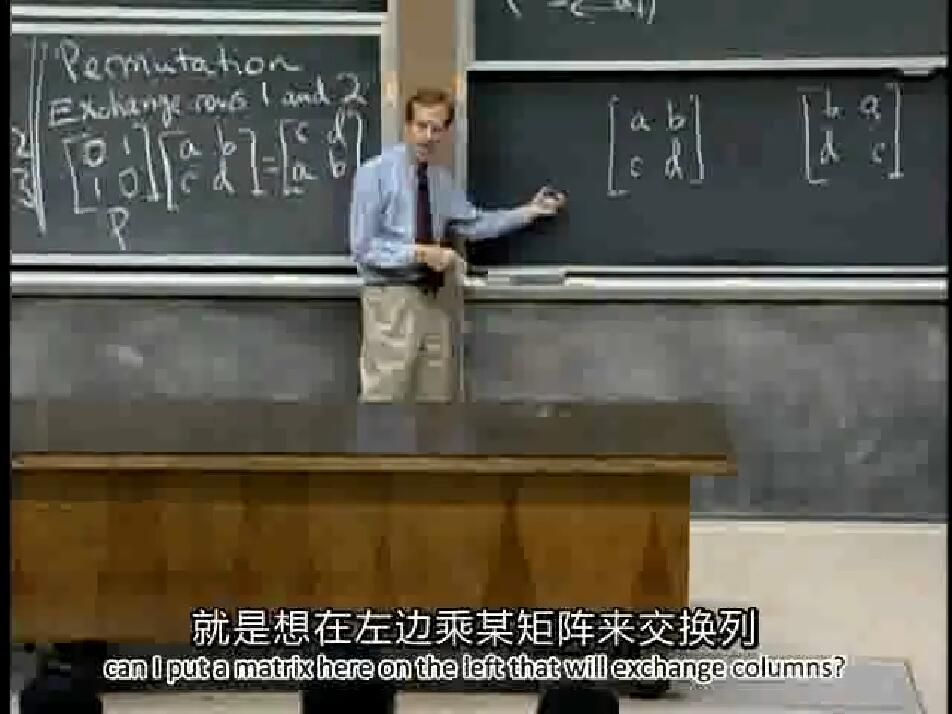 Permutation
Exchange rows 1 and 2
[0 1] [a b] = [c d]
[1 0] [c d] [a b]
P
[a b] [b a]
[c d] [d c]
就是想在左边乘某矩阵来交换列
can I put a matrix here on the left that will exchange columns?